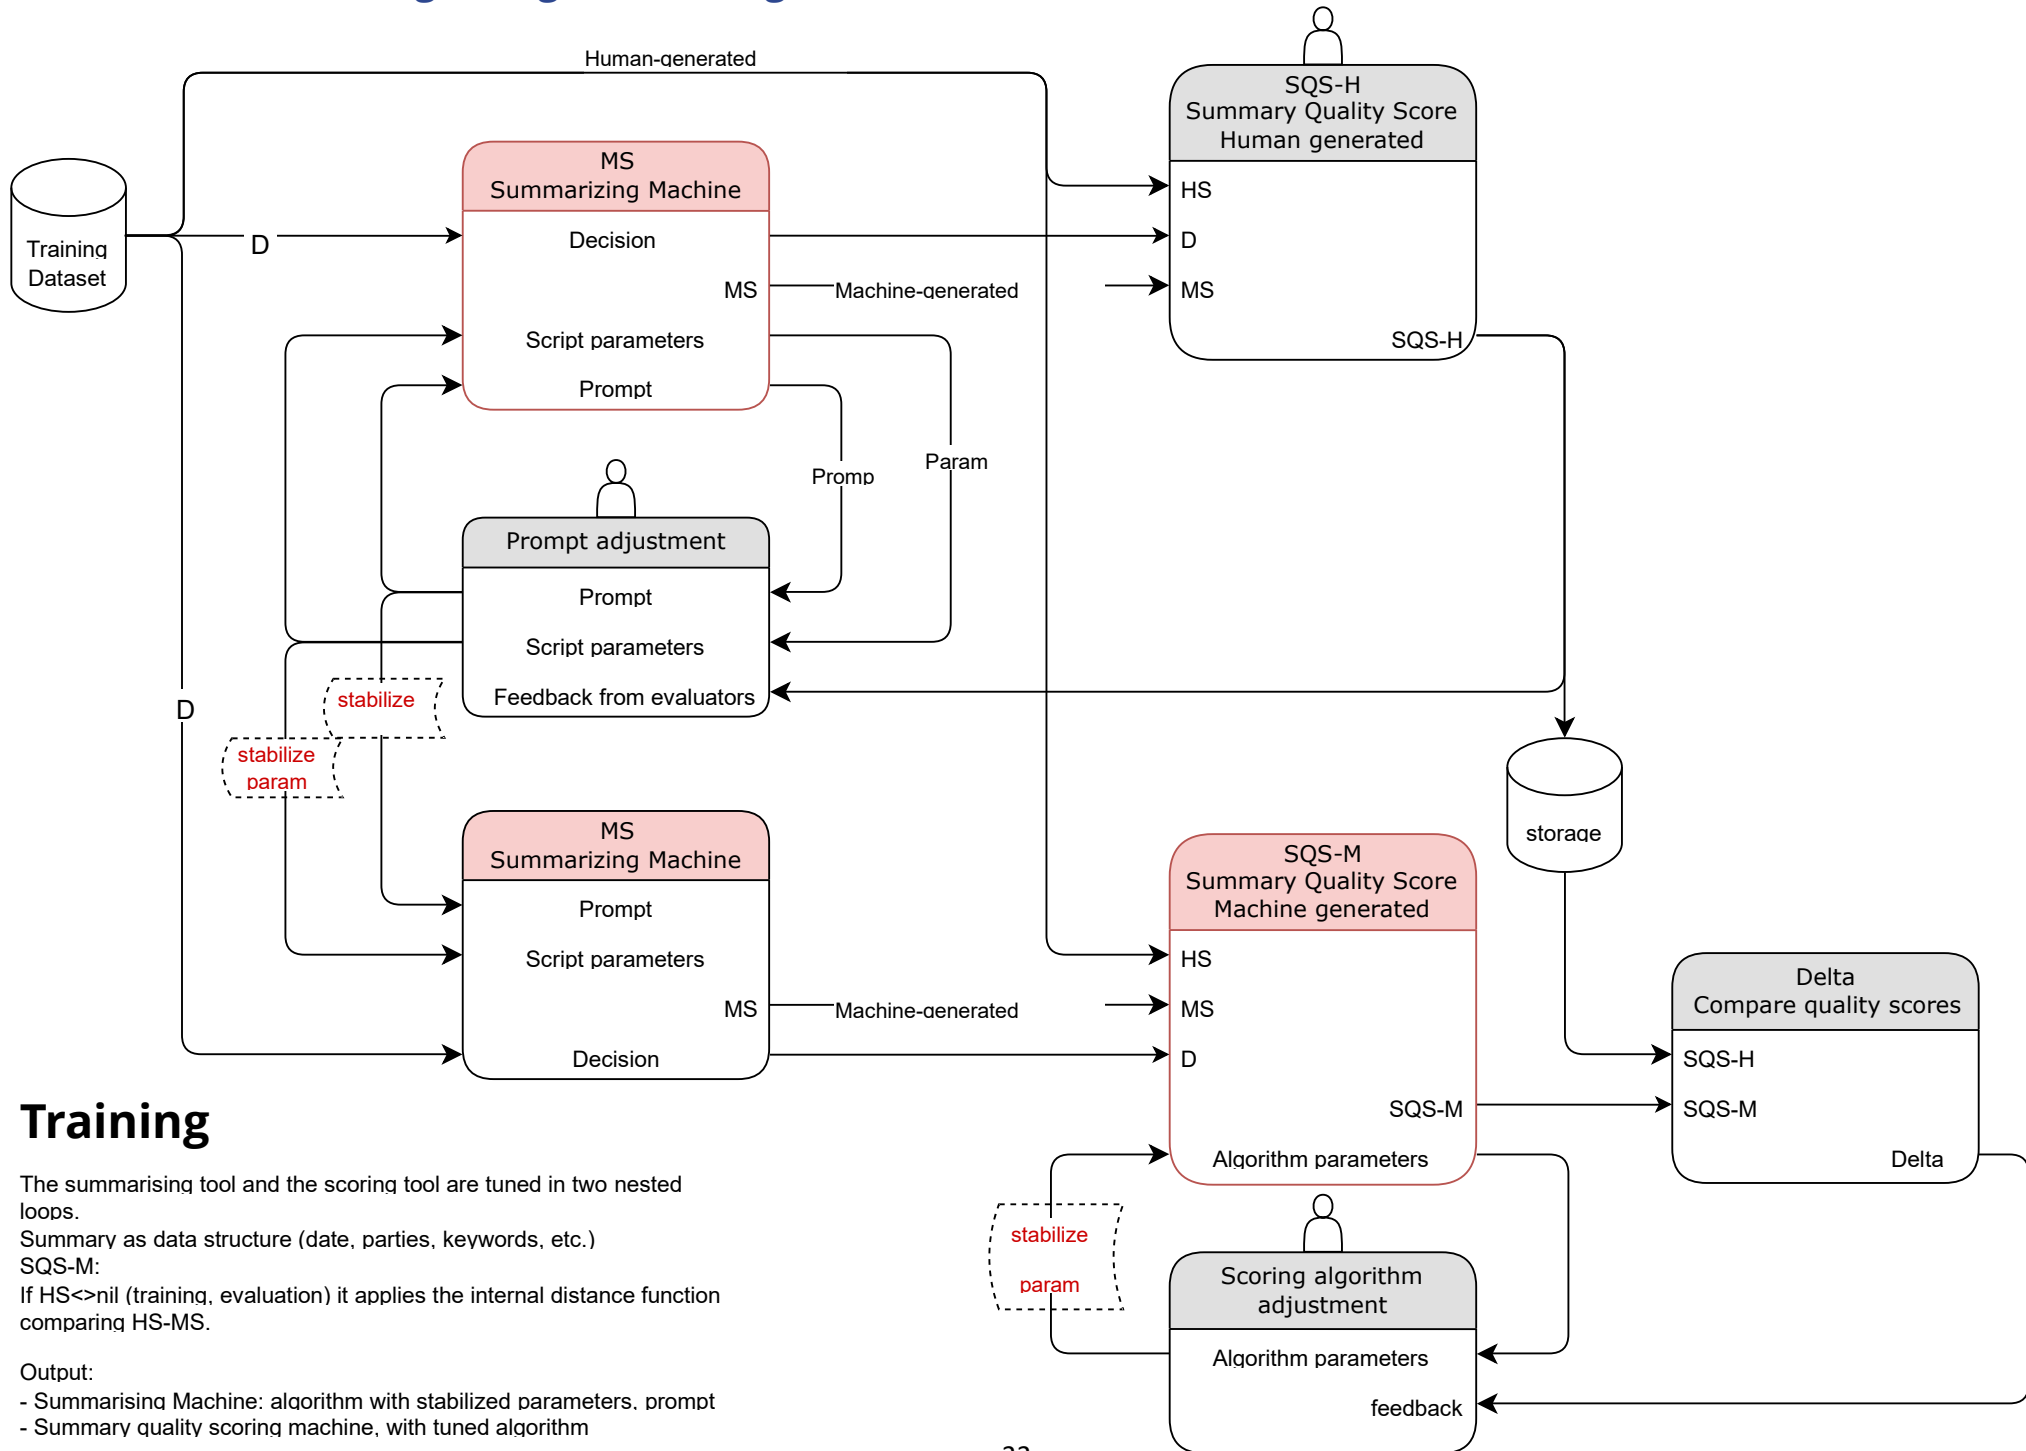 Human-generated
SQS-H
Summary Quality Score
Human generated
HS
D
MS
SQS-H
MS
Summarizing Machine
Decision
MS
Script parameters
Prompt
Training
Dataset
D
Machine-generated
Promp
Param
Prompt adjustment
Prompt
Script parameters
Feedback from evaluators
D
stabilize
stabilize
param
storage
MS
Summarizing Machine
Prompt
Script parameters
MS
Decision
Machine-generated
SQS-M
Summary Quality Score
Machine generated
HS
MS
D
SQS-M
Algorithm parameters
Delta
Compare quality scores
SQS-H
SQS-M
Delta
stabilize
param
Scoring algorithm
adjustment
Algorithm parameters
feedback
Training
The summarising tool and the scoring tool are tuned in two nested
loops.
Summary as data structure (date, parties, keywords, etc.)
SQS-M:
If HS<>nil (training, evaluation) it applies the internal distance function
comparing HS-MS.
Output:
- Summarising Machine: algorithm with stabilized parameters, prompt
- Summary quality scoring machine, with tuned algorithm